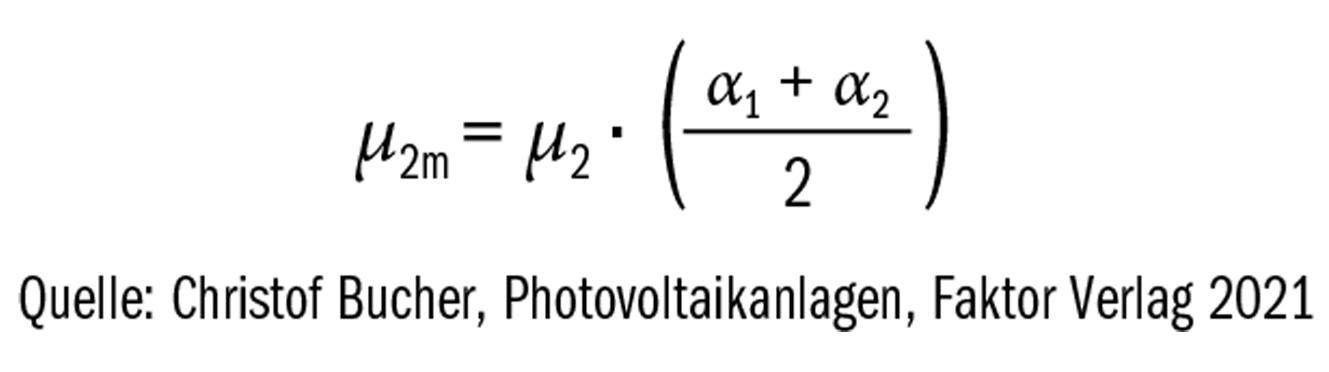 μ₂ₘ = μ₂ · ( (α₁ + α₂) / 2 )
Quelle: Christof Bucher, Photovoltaikanlagen, Faktor Verlag 2021